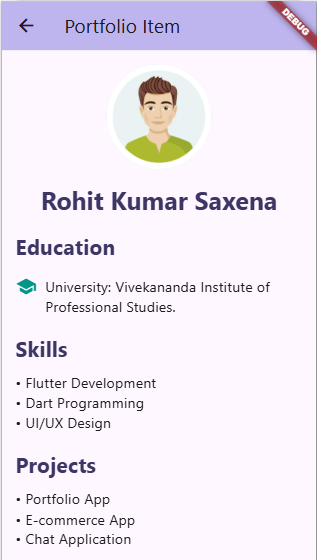 Portfolio Item
DEBUG
Rohit Kumar Saxena
Education
University: Vivekananda Institute of
Professional Studies.
Skills
• Flutter Development
• Dart Programming
• UI/UX Design
Projects
• Portfolio App
• E-commerce App
• Chat Application